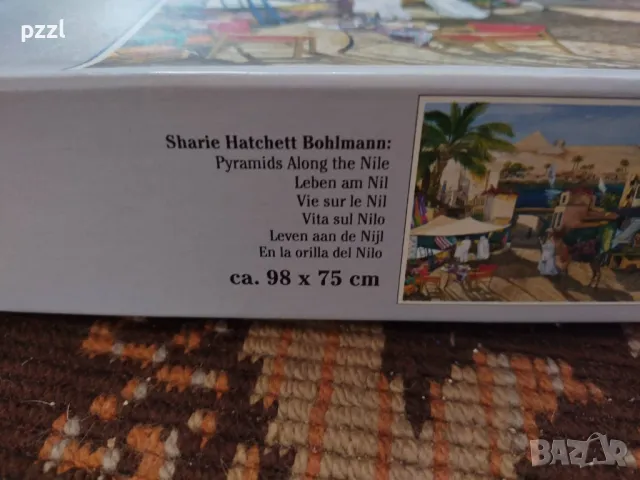 pzzl
Sharie Hatchett Bohlmann:
Pyramids Along the Nile
Leben am Nil
Vie sur le Nil
Vita sul Nilo
Leven aan de Nijl
En la orilla del Nilo
ca. 98 x 75 cm
BAZAR